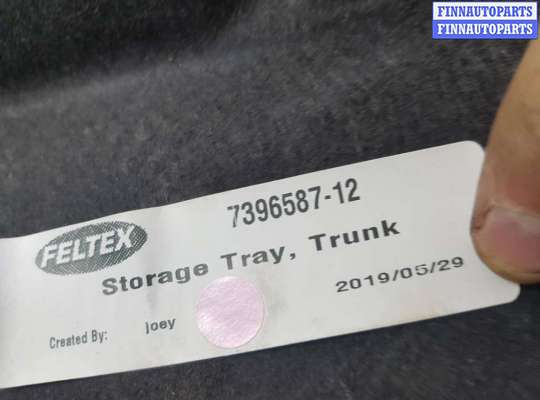 FINNAUTOPARTS
FINNAUTOPARTS
7396587-12
FELTEX
Storage Tray, Trunk
2019/05/29
Created By: Joey